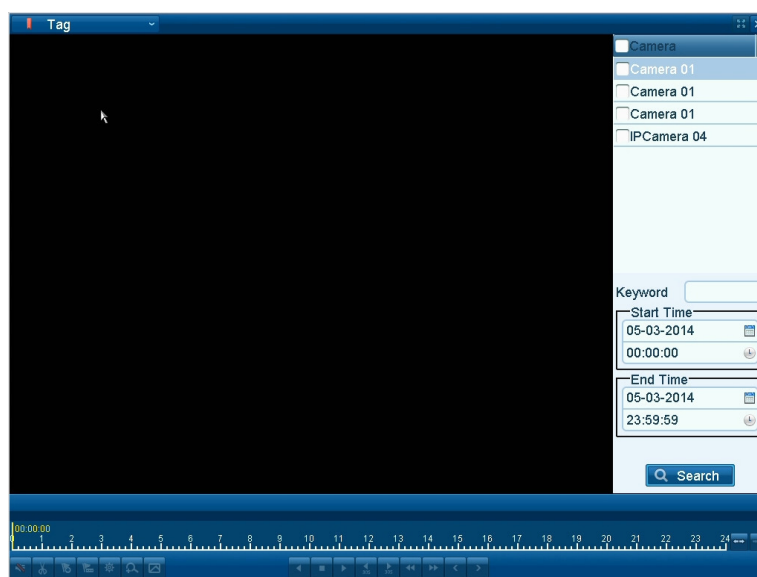 Tag
Camera
Camera 01
Camera 01
Camera 01
IPCamera 04
Keyword
Start Time
05-03-2014
00:00:00
End Time
05-03-2014
23:59:59
Search
00:00:00
0 1 2 3 4 5 6 7 8 9 10 11 12 13 14 15 16 17 18 19 20 21 22 23 24